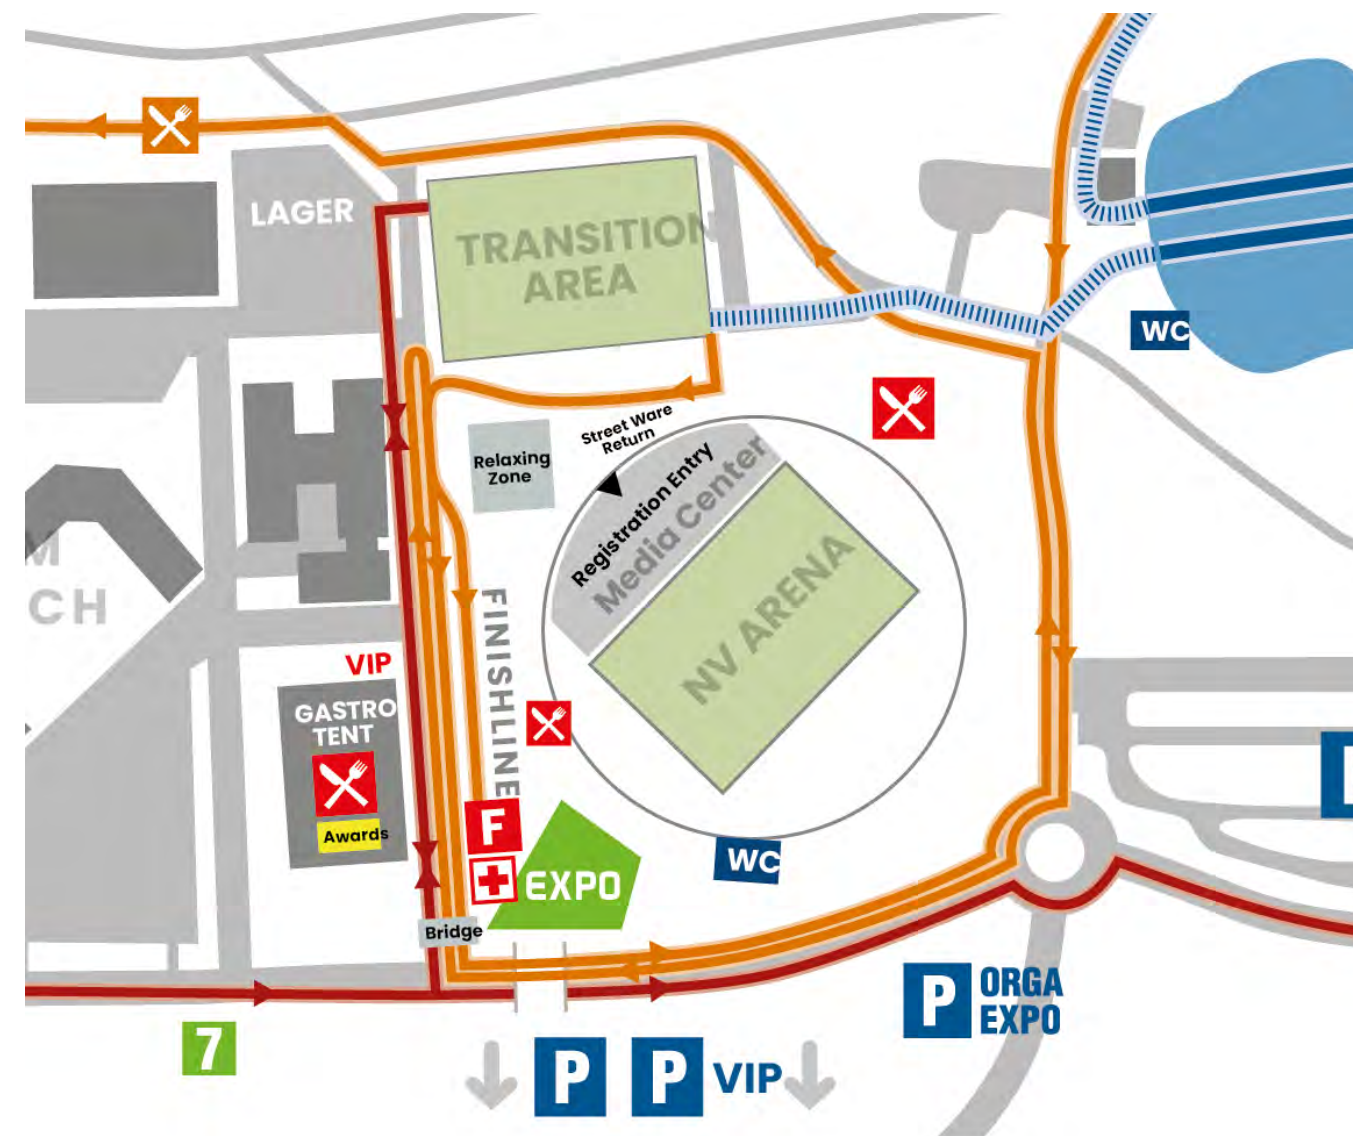 LAGER
TRANSITION
AREA
WC
Street Ware
Return
Relaxing
Zone
Registration Entry
Media Center
NV ARENA
M
CH
FINISHLINE
VIP
GASTRO
TENT
Awards
F
EXPO
WC
Bridge
P
ORGA
EXPO
7
P
P
VIP